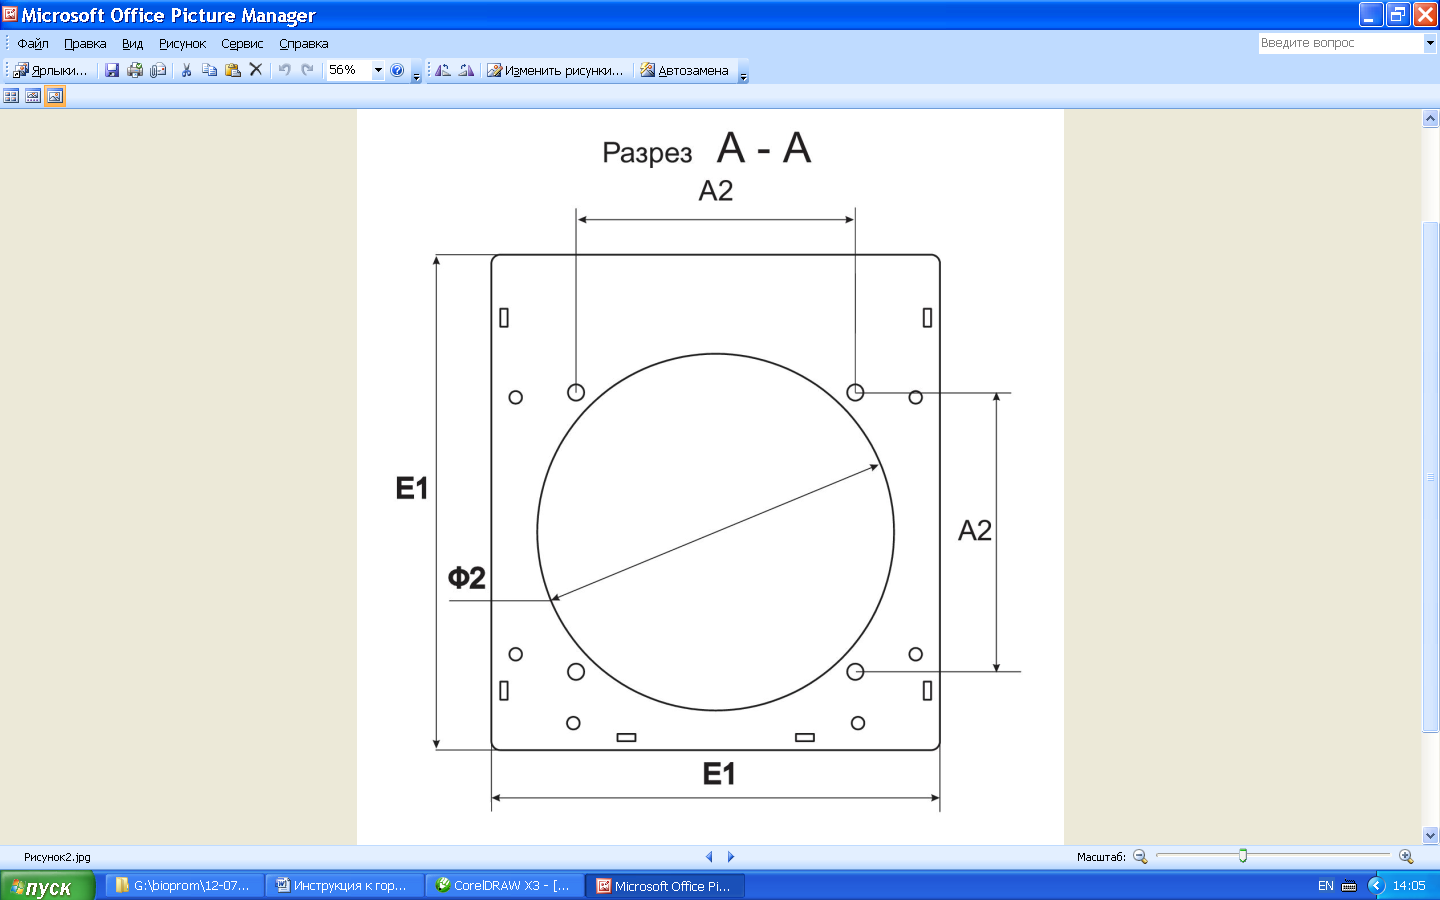 Microsoft Office Picture Manager
Файл Правка Вид Рисунок Сервис Справка
Введите вопрос
Ярлыки... 56% Изменить рисунки... Автозамена
Разрез А - А
А2
Е1
А2
Ф2
Е1
Рисунок2.jpg
Масштаб:
пуск
G:\bioprom\12-07...
Инструкция к гор...
CorelDRAW X3 - [...
Microsoft Office Pi...
EN
14:05